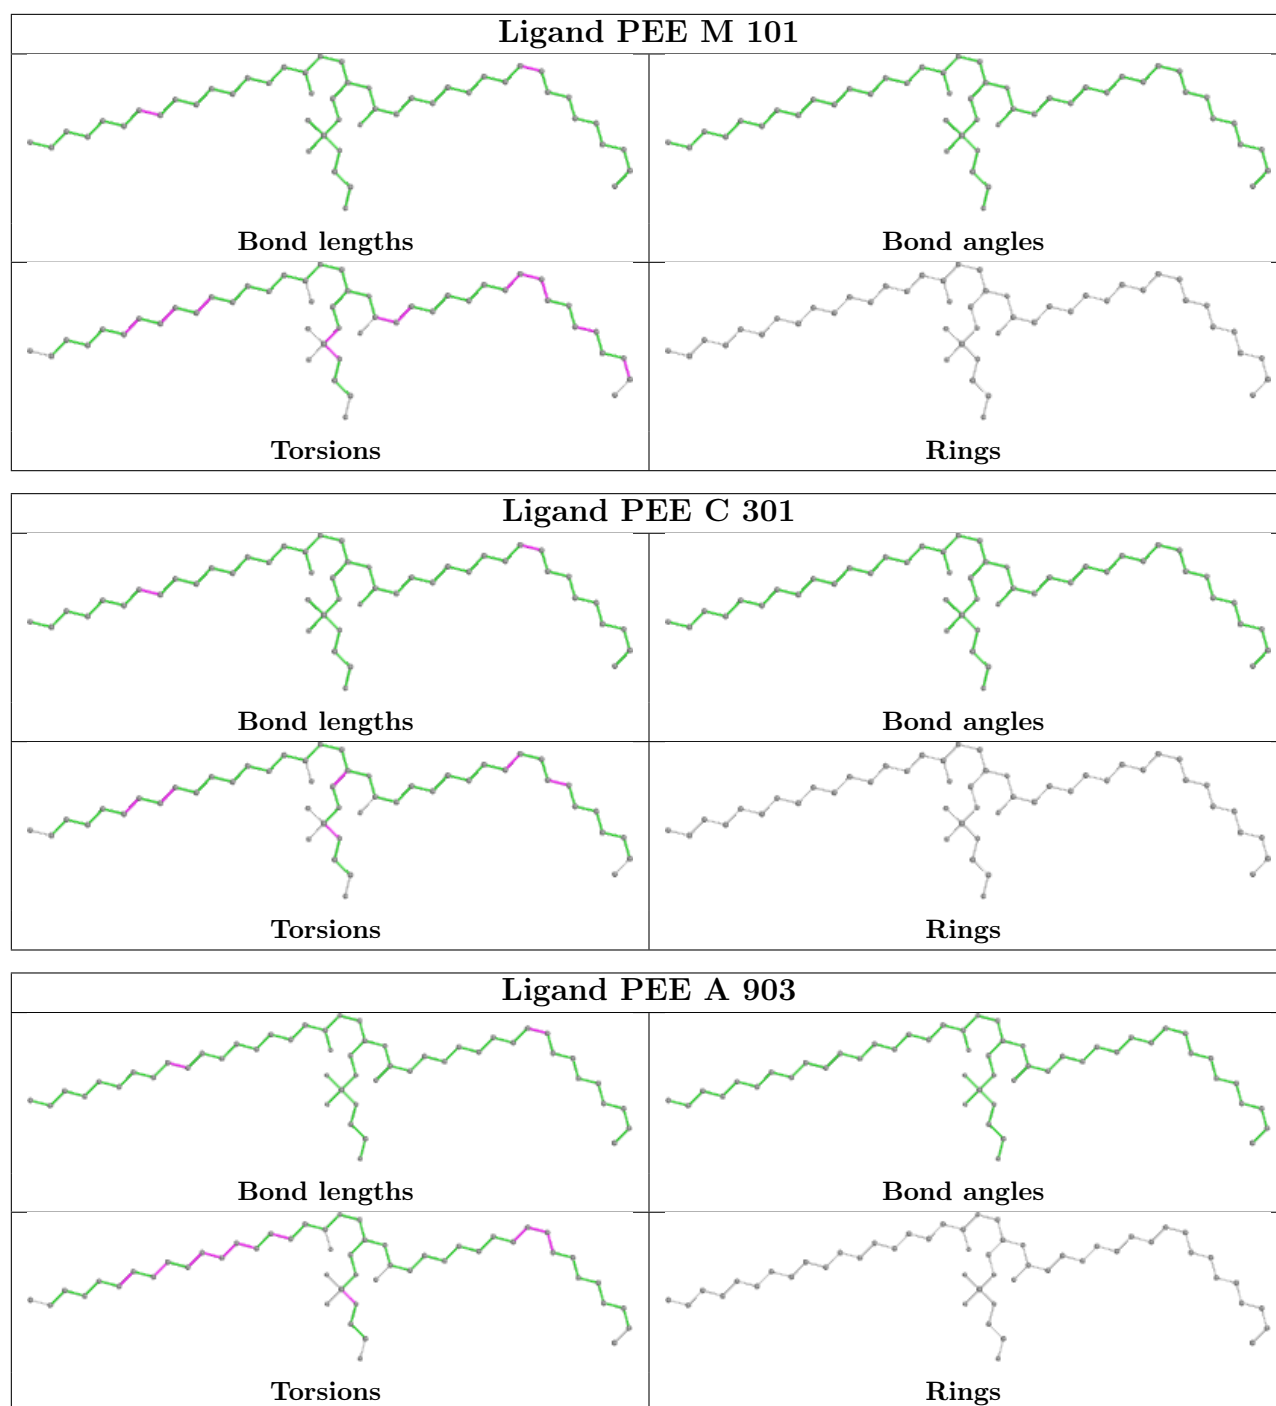 Ligand PEE M 101
Bond lengths
Bond angles
Torsions
Rings
Ligand PEE C 301
Bond lengths
Bond angles
Torsions
Rings
Ligand PEE A 903
Bond lengths
Bond angles
Torsions
Rings